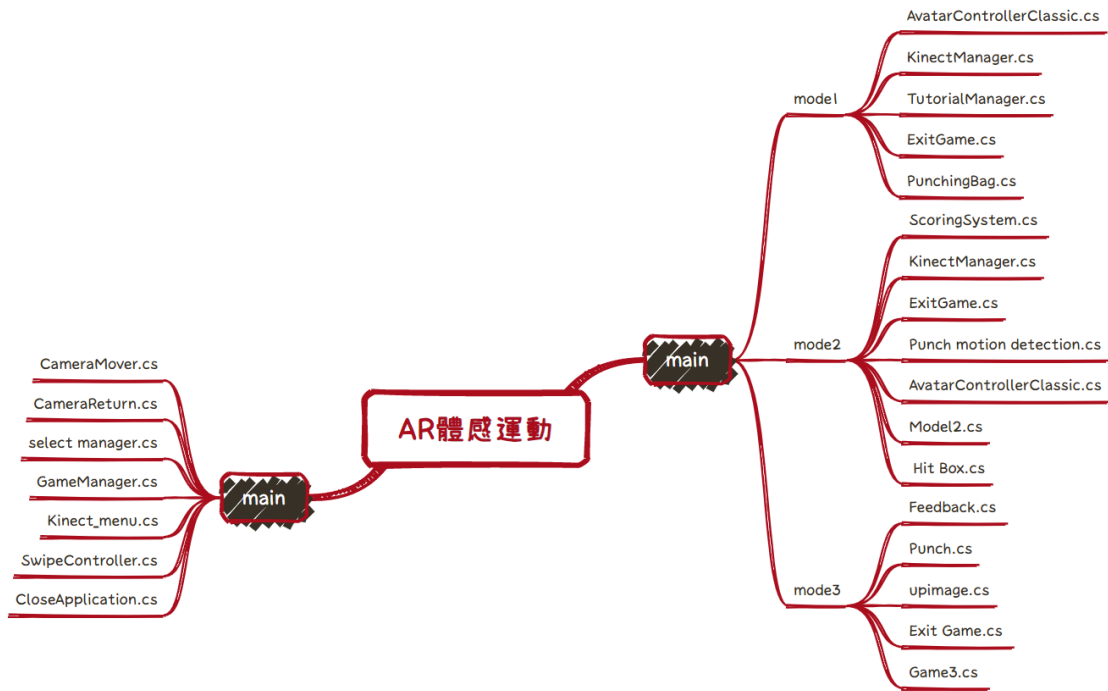 AR體感運動
main
CameraMover.cs
CameraReturn.cs
select manager.cs
GameManager.cs
Kinect_menu.cs
SwipeController.cs
CloseApplication.cs
main
mode1
AvatarControllerClassic.cs
KinectManager.cs
TutorialManager.cs
ExitGame.cs
PunchingBag.cs
mode2
ScoringSystem.cs
KinectManager.cs
ExitGame.cs
Punch motion detection.cs
AvatarControllerClassic.cs
Model2.cs
Hit Box.cs
mode3
Feedback.cs
Punch.cs
upimage.cs
Exit Game.cs
Game3.cs